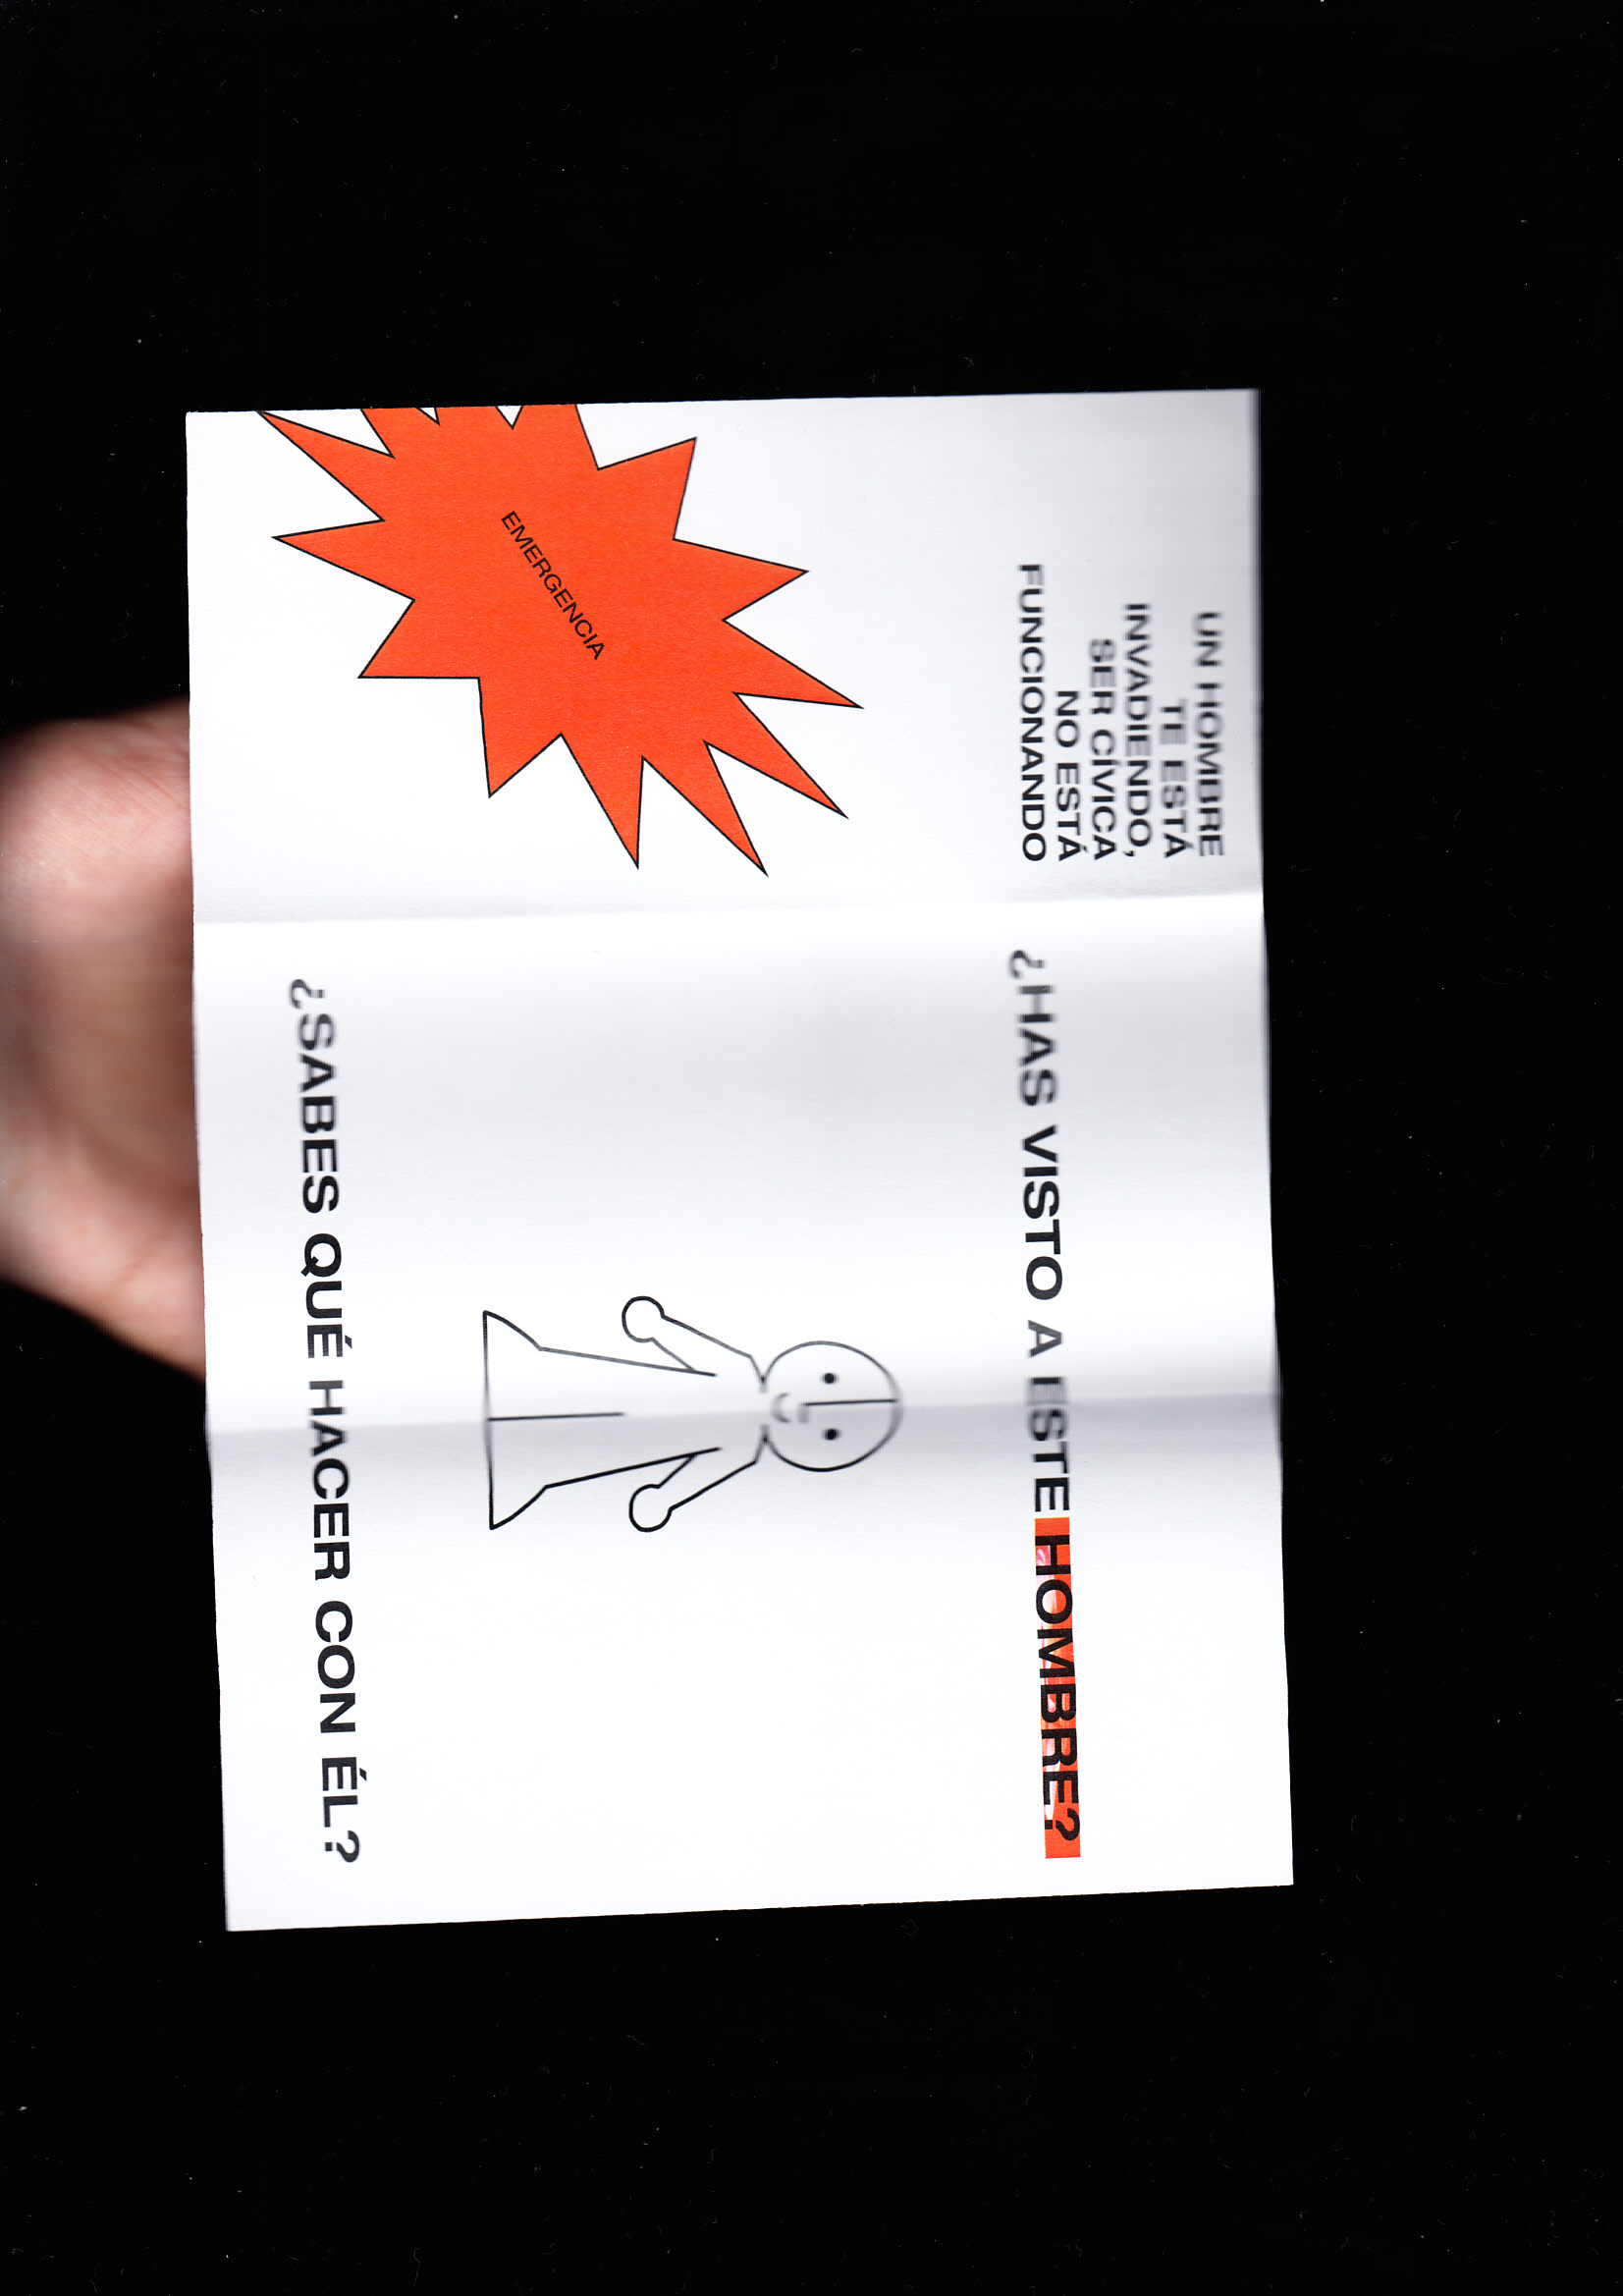 UN HOMBRE
TE ESTÁ
INVADIENDO,
SER CÍVICA
NO ESTÁ
FUNCIONANDO
EMERGENCIA
¿HAS VISTO A ESTE HOMBRE?
¿SABES QUÉ HACER CON ÉL?